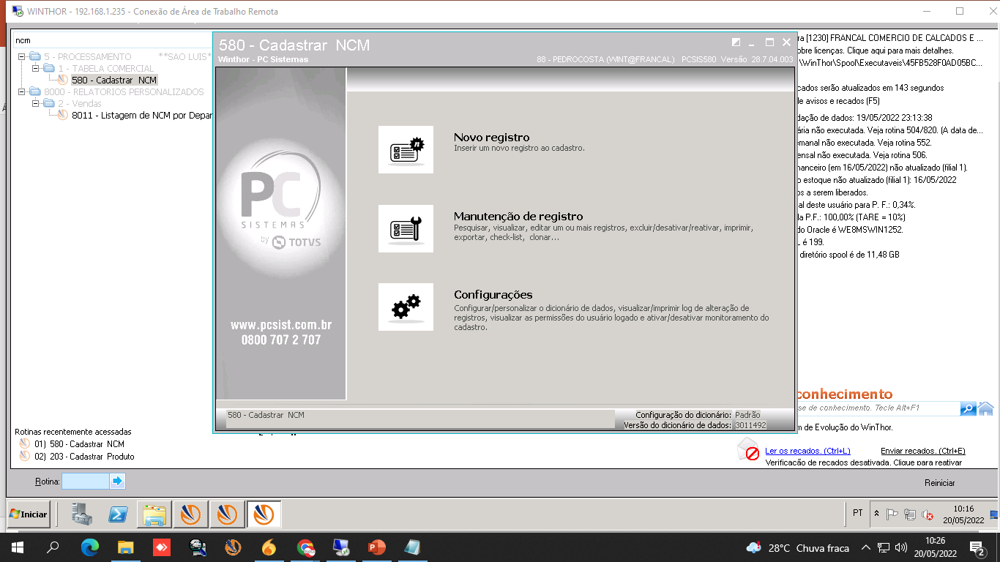 WINTHOR - 192.168.1.235 - Conexão de Área de Trabalho Remota
ncm
5 - PROCESSAMENTO **SAO LUIS*
1 - TABELA COMERCIAL
580 - Cadastrar NCM
8000 - RELATORIOS PERSONALIZADOS
2 - Vendas
8011 - Listagem de NCM por Depar
580 - Cadastrar NCM
Winthor - PC Sistemas
88 - PEDROCOSTA (WINT@FRANCAL) PCSIS580 Versão 28.7.04.003
PC
SISTEMAS
by TOTVS
www.pcsist.com.br
0800 707 2 707
Novo registro
Inserir um novo registro ao cadastro.
Manutenção de registro
Pesquisar, visualizar, editar um ou mais registros, excluir/desativar/reativar, imprimir,
exportar, check-list, clonar...
Configurações
Configurar/personalizar o dicionário de dados, visualizar/imprimir log de alteração de
registros, visualizar as permissões do usuário logado e ativar/desativar monitoramento do
cadastro.
580 - Cadastrar NCM
Configuração do dicionário: Padrão
Versão do dicionário de dados: 3011492
ra [1230] FRANCAL COMERCIO DE CALCADOS E ...
obre licenças. Clique aqui para mais detalhes.
\WinThor\Spool\Executaveis\45FB528F0AD05BC...
cados serão atualizados em 143 segundos
de avisos e recados (F5)
dação de dados: 19/05/2022 23:13:38
ária não executada. Veja rotina 504/820. (A data de...
emanal não executada. Veja rotina 552.
ensal não executada. Veja rotina 506.
nanceiro (em 16/05/2022) não atualizado (filial 1).
o estoque não atualizado (filial 1): 16/05/2022
os a serem liberados.
al deste usuário para P. F.: 0,34%.
da P.F.: 100,00% (TARE = 10%)
do Oracle é WE8MSWIN1252.
L é 199.
diretório spool é de 11,48 GB
conhecimento
se de conhecimento. Tecle Alt+F1
m de Evolução do WinThor.
Ler os recados. (Ctrl+L) Enviar recados. (Ctrl+E)
Verificação de recados desativada. Clique para reativar
Rotinas recentemente acessadas
01) 580 - Cadastrar NCM
02) 203 - Cadastrar Produto
Rotina:
Reiniciar
Iniciar
PT
10:16
20/05/2022
28°C Chuva fraca
10:26
20/05/2022
2